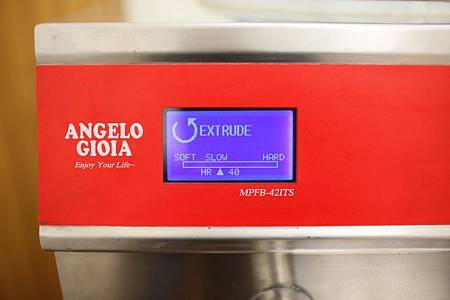 ANGELO
GIOIA
Enjoy Your Life~
EXTRUDE
SOFT SLOW HARD
HR ▲ 40
MPFB-42ITS